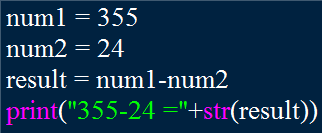 num1 = 355
num2 = 24
result = num1-num2
print("355-24 ="+str(result))